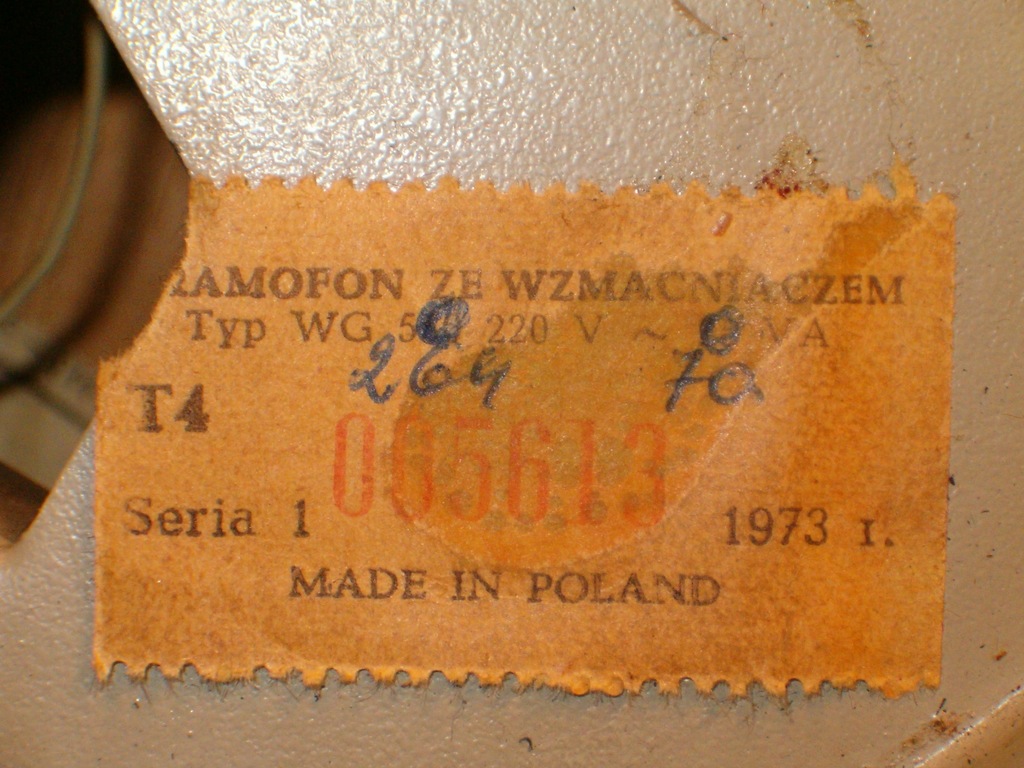 RAMOFON ZE WZMACNIACZEM
Typ WG 220 V ~ VA
264 70
T4
005613
Seria 1 1973 r.
MADE IN POLAND